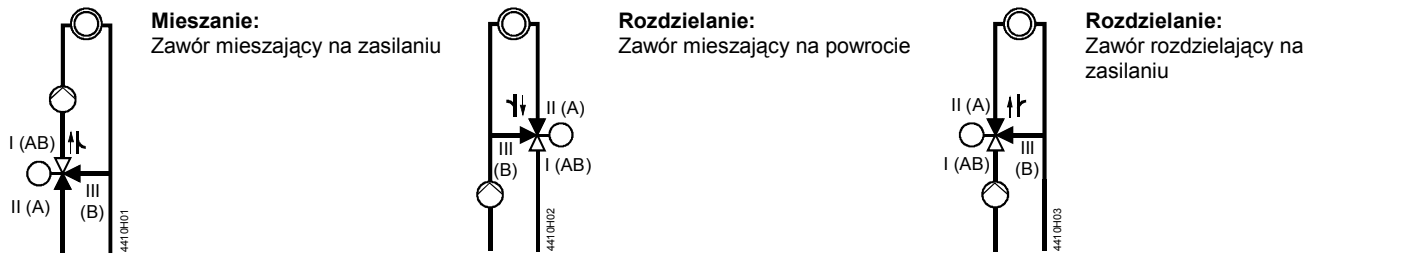 Mieszanie:
Zawór mieszający na zasilaniu
I (AB)
II (A)
III
(B)
4410H01
Rozdzielanie:
Zawór mieszający na powrocie
II (A)
III
(B)
I (AB)
4410H02
Rozdzielanie:
Zawór rozdzielający na
zasilaniu
II (A)
I (AB)
III
(B)
4410H03